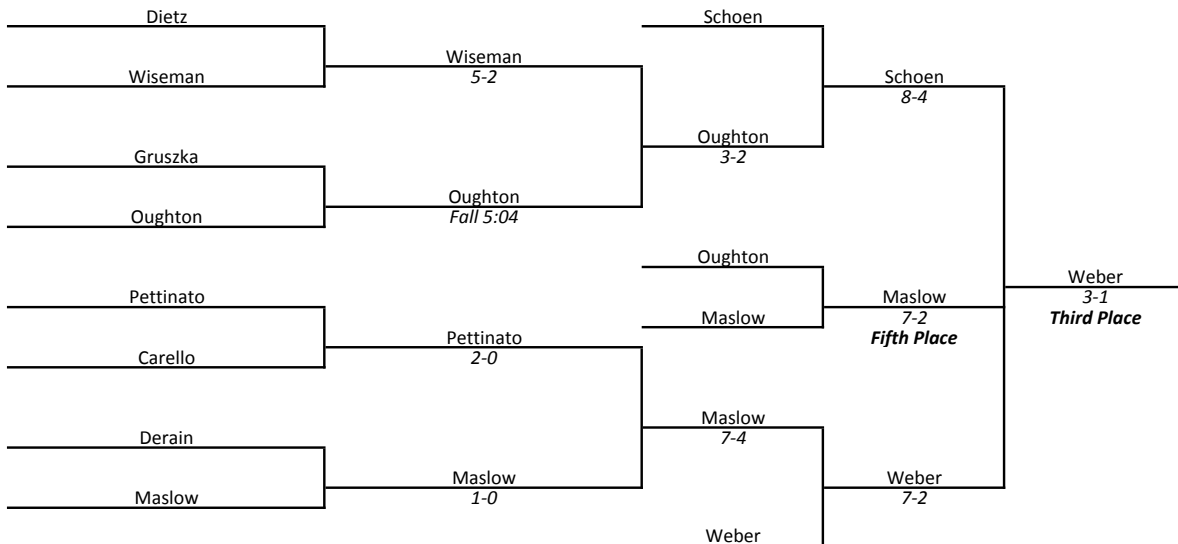 Dietz
Schoen
Wiseman
5-2
Wiseman
Schoen
8-4
Oughton
3-2
Gruszka
Oughton
Fall 5:04
Oughton
Oughton
Weber
3-1
Third Place
Pettinato
Maslow
7-2
Fifth Place
Maslow
Pettinato
2-0
Carello
Maslow
7-4
Derain
Maslow
1-0
Weber
7-2
Maslow
Weber